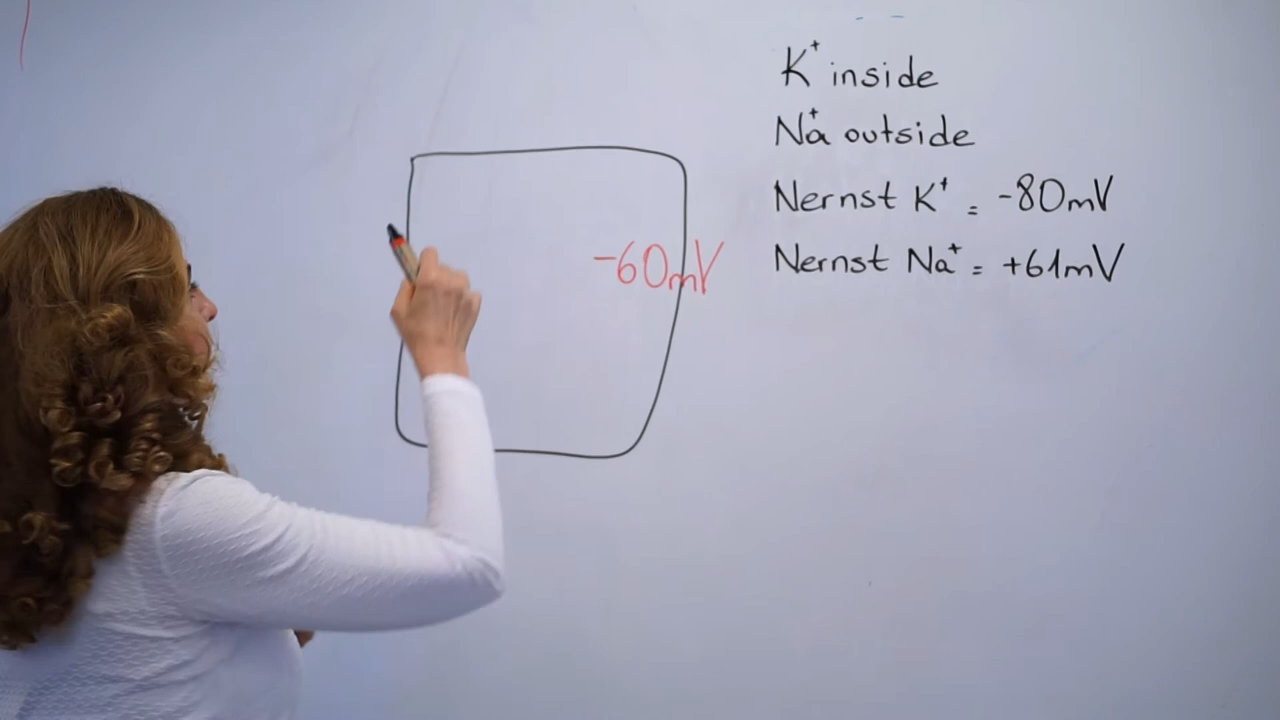 K⁺ inside
Na⁺ outside
Nernst K⁺ = -80mV
Nernst Na⁺ = +61mV
-60mV